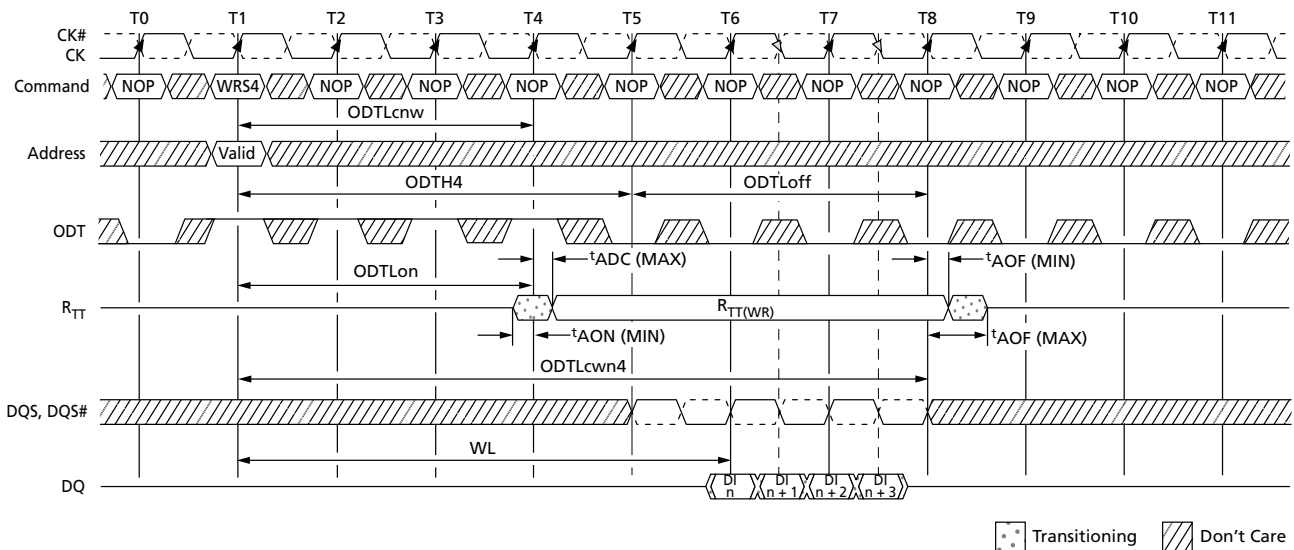 T0 T1 T2 T3 T4 T5 T6 T7 T8 T9 T10 T11
CK#
CK
Command NOP WRS4 NOP NOP NOP NOP NOP NOP NOP NOP NOP NOP
ODTLcnw
Address Valid
ODTH4 ODTLoff
ODT
tADC (MAX) tAOF (MIN)
ODTLon
RTT RTT(WR)
tAON (MIN) tAOF (MAX)
ODTLcwn4
DQS, DQS#
WL
DQ DI n DI n + 1 DI n + 2 DI n + 3
Transitioning Don't Care